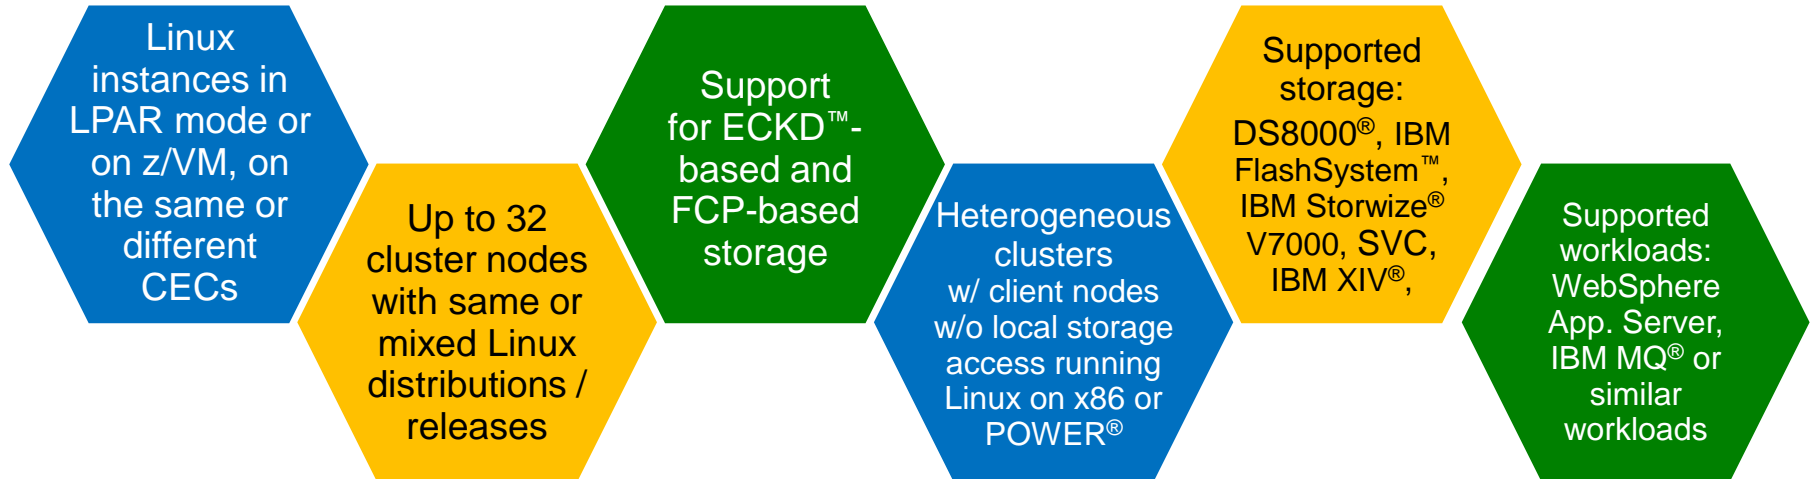 Linux
instances in
LPAR mode or
on z/VM, on
the same or
different
CECs
Up to 32
cluster nodes
with same or
mixed Linux
distributions /
releases
Support
for ECKD™-
based and
FCP-based
storage
Heterogeneous
clusters
w/ client nodes
w/o local storage
access running
Linux on x86 or
POWER®
Supported
storage:
DS8000®, IBM
FlashSystem™,
IBM Storwize®
V7000, SVC,
IBM XIV®,
Supported
workloads:
WebSphere
App. Server,
IBM MQ® or
similar
workloads